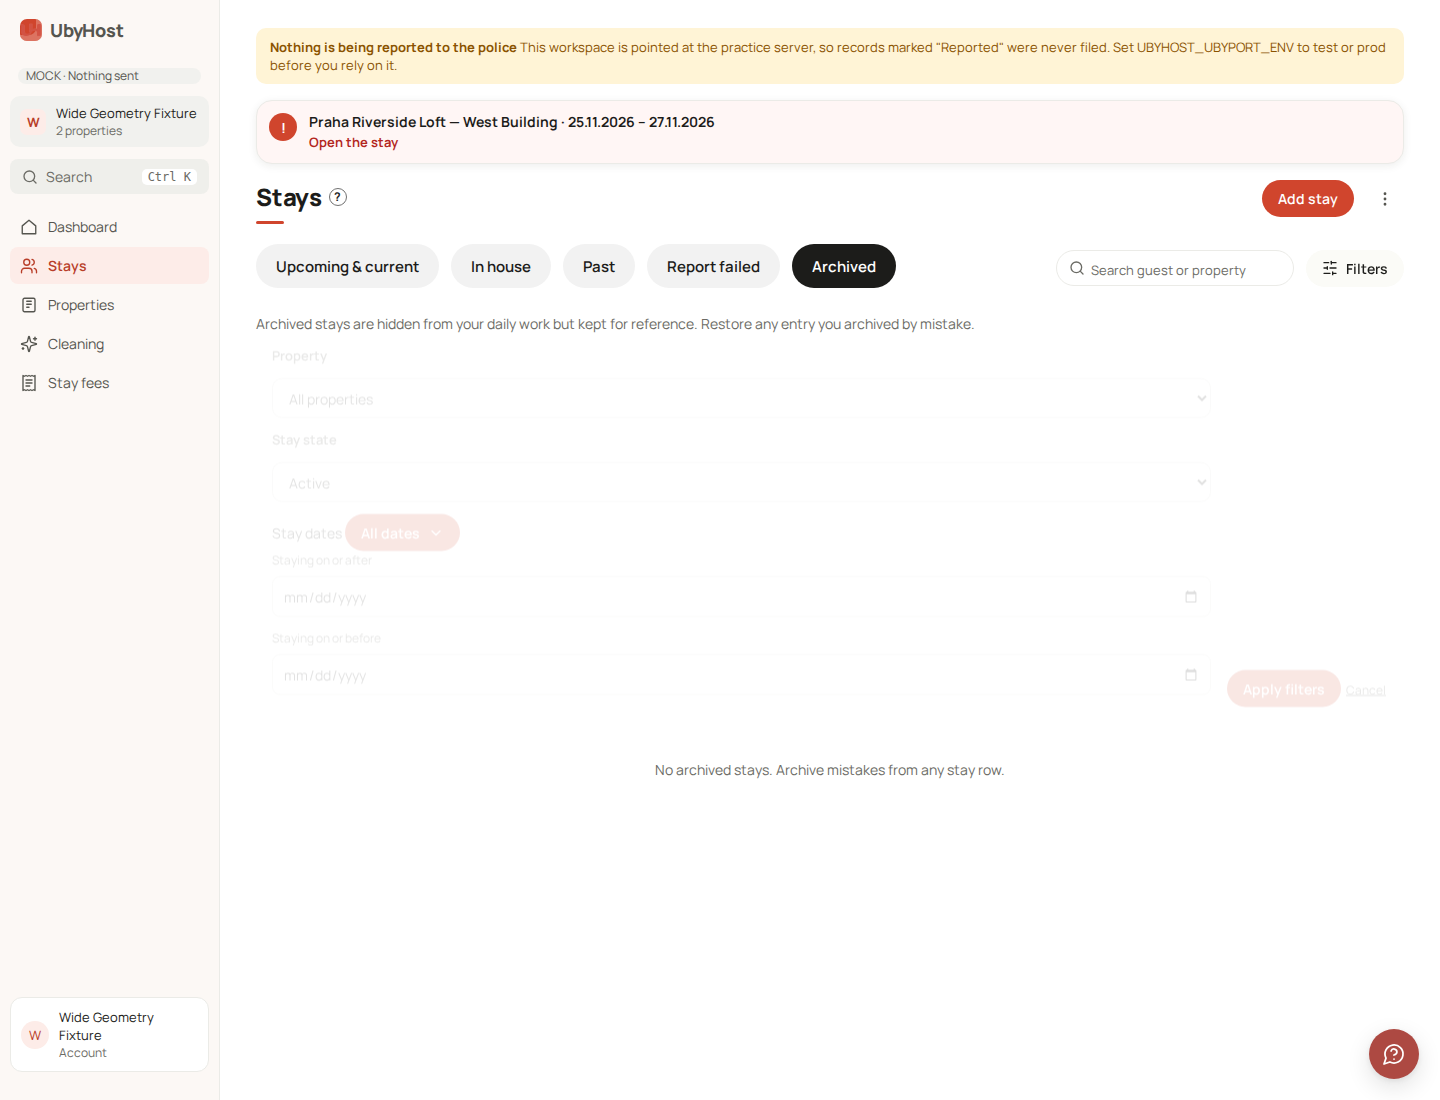 UbyHost
MOCK · Nothing sent
W
Wide Geometry Fixture
2 properties
Search
Ctrl K
Dashboard
Stays
Properties
Cleaning
Stay fees
W
Wide Geometry
Fixture
Account
Nothing is being reported to the police This workspace is pointed at the practice server, so records marked "Reported" were never filed. Set UBYHOST_UBYPORT_ENV to test or prod
before you rely on it.
!
Praha Riverside Loft — West Building · 25.11.2026 – 27.11.2026
Open the stay
Stays ?
Add stay
Upcoming & current
In house
Past
Report failed
Archived
Search guest or property
Filters
Archived stays are hidden from your daily work but kept for reference. Restore any entry you archived by mistake.
Property
All properties
Stay state
Active
Stay dates All dates
Staying on or after
mm/dd/yyyy
Staying on or before
mm/dd/yyyy
Apply filters Cancel
No archived stays. Archive mistakes from any stay row.